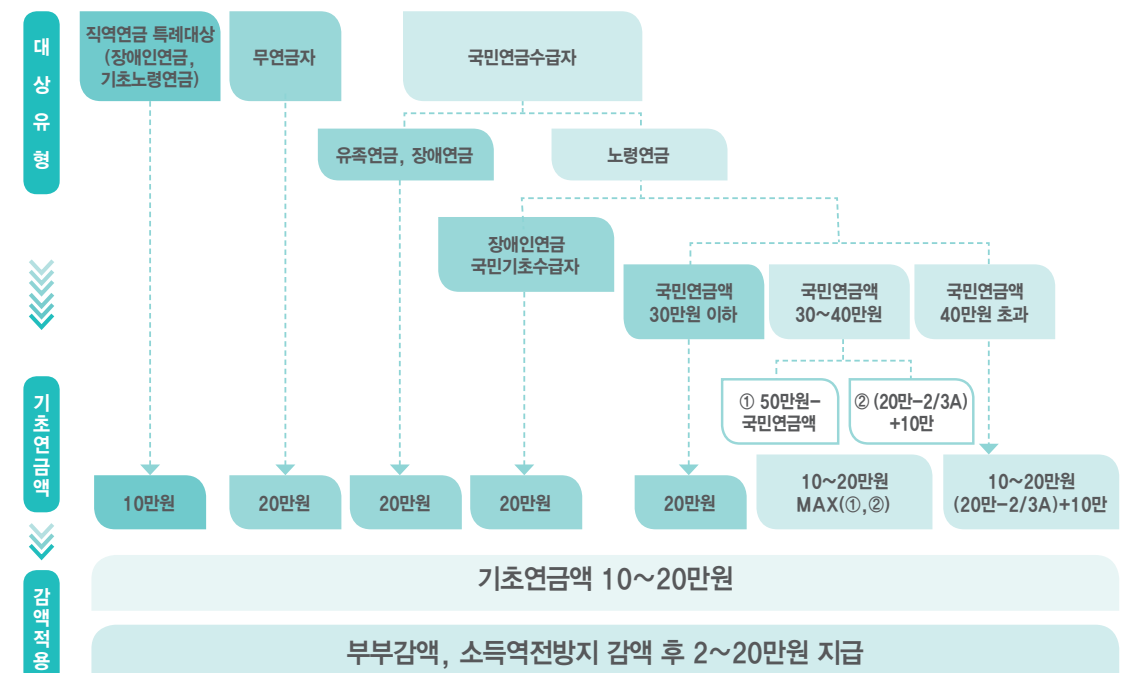 대상유형
직역연금 특례대상
(장애인연금,
기초노령연금)
무연금자
국민연금수급자
유족연금, 장애연금
노령연금
장애인연금
국민기초수급자
국민연금액
30만원 이하
국민연금액
30~40만원
국민연금액
40만원 초과
① 50만원-
국민연금액
② (20만-2/3A)
+10만
기초연금액
10만원
20만원
20만원
20만원
20만원
10~20만원
MAX(①,②)
10~20만원
(20만-2/3A)+10만
감액적용
기초연금액 10~20만원
부부감액, 소득역전방지 감액 후 2~20만원 지급